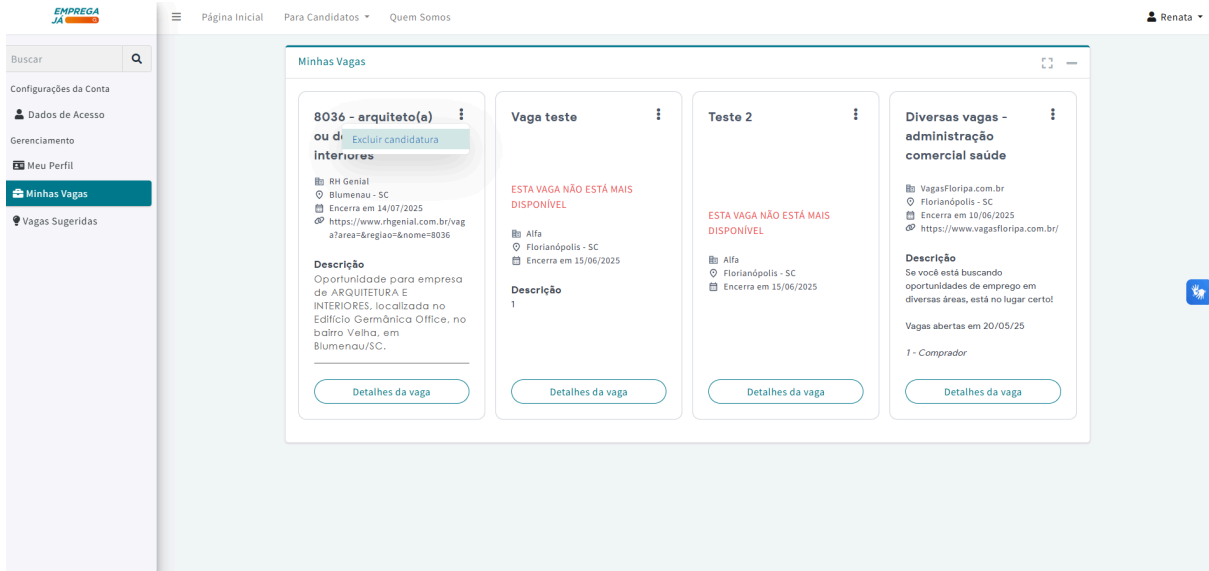 EMPREGA
JÁ
Página Inicial
Para Candidatos
Quem Somos
Renata
Buscar
Configurações da Conta
Dados de Acesso
Gerenciamento
Meu Perfil
Minhas Vagas
Vagas Sugeridas
Minhas Vagas
8036 - arquiteto(a)
ou d
interiores
Excluir candidatura
RH Genial
Blumenau - SC
Encerra em 14/07/2025
https://www.rhgenial.com.br/vag
a?area=&regiao=&nome=8036
Descrição
Oportunidade para empresa
de ARQUITETURA E
INTERIORES, localizada no
Edifício Germânica Office, no
bairro Velha, em
Blumenau/SC.
Detalhes da vaga
Vaga teste
ESTA VAGA NÃO ESTÁ MAIS
DISPONÍVEL
Alfa
Florianópolis - SC
Encerra em 15/06/2025
Descrição
1
Detalhes da vaga
Teste 2
ESTA VAGA NÃO ESTÁ MAIS
DISPONÍVEL
Alfa
Florianópolis - SC
Encerra em 15/06/2025
Detalhes da vaga
Diversas vagas -
administração
comercial saúde
VagasFloripa.com.br
Florianópolis - SC
Encerra em 10/06/2025
https://www.vagasfloripa.com.br/
Descrição
Se você está buscando
oportunidades de emprego em
diversas áreas, está no lugar certo!
Vagas abertas em 20/05/25
1 - Comprador
Detalhes da vaga